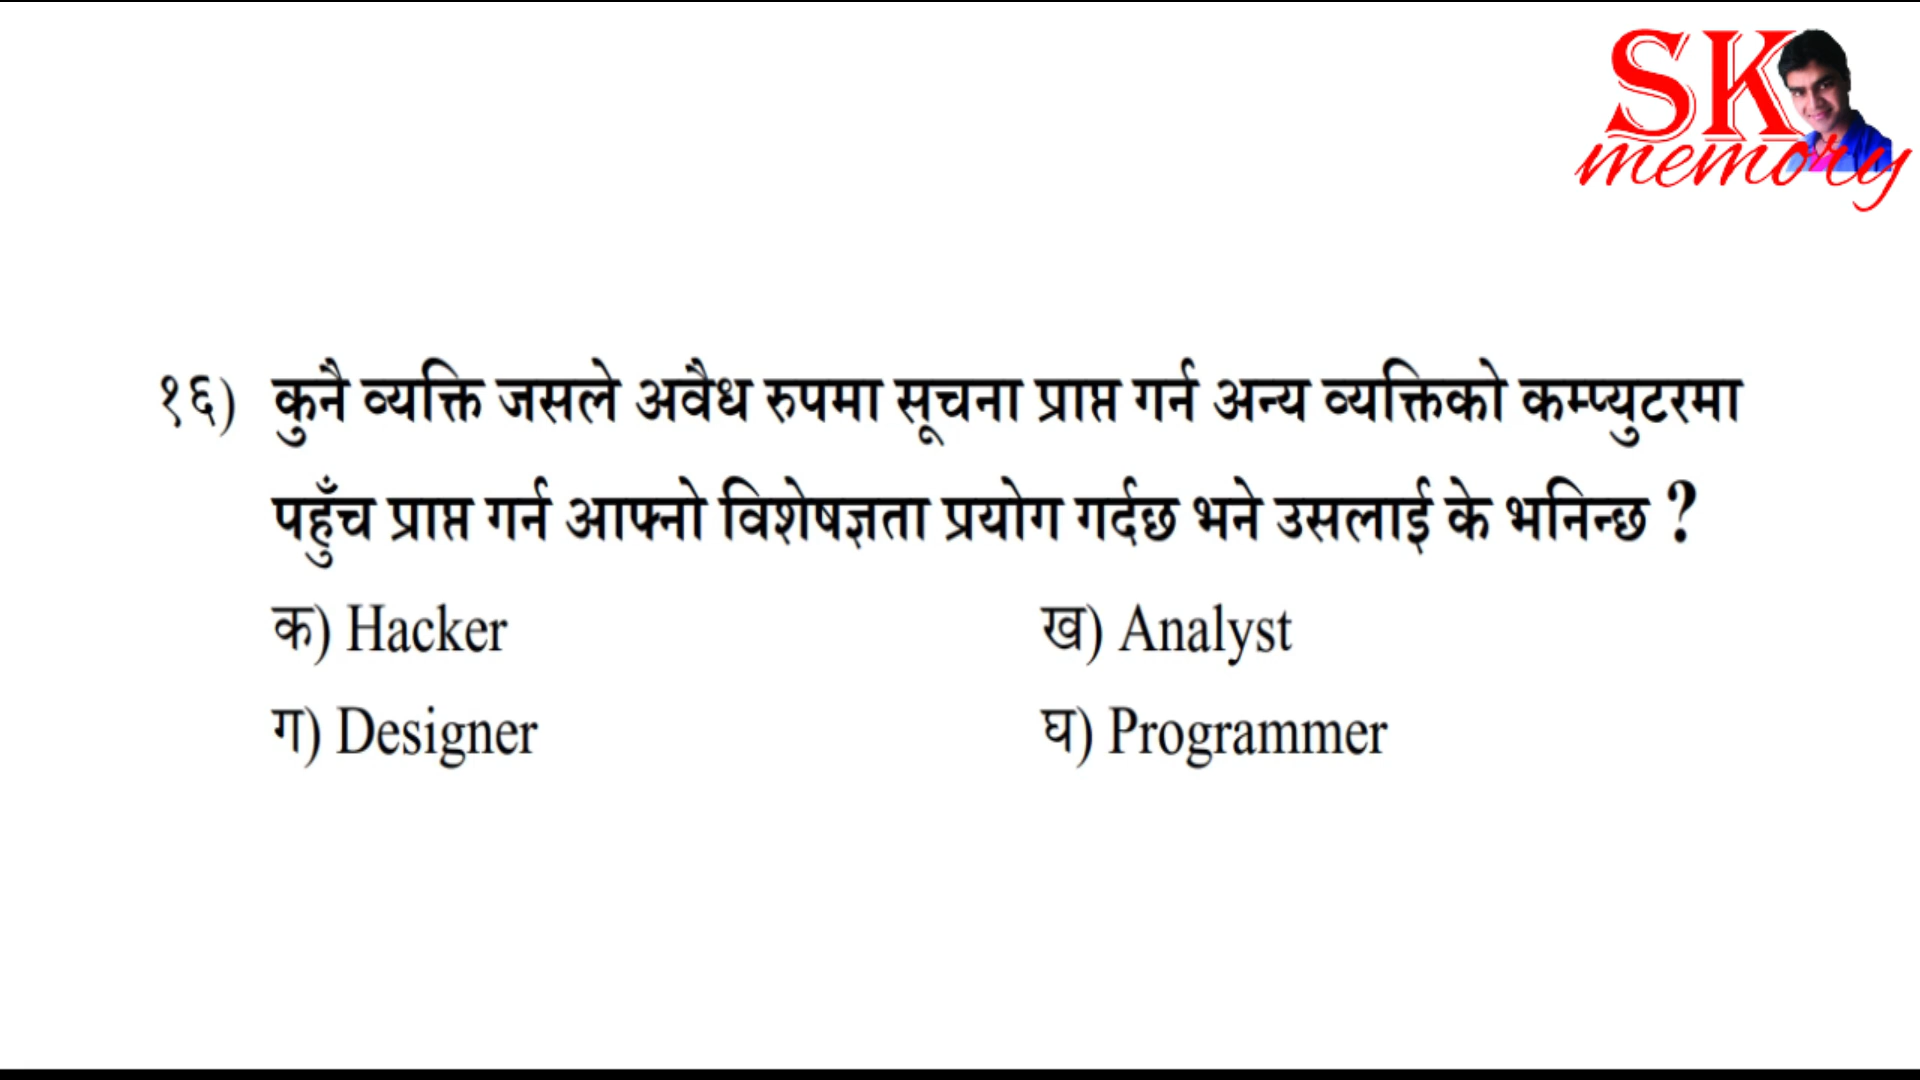 SK
memory
१६) कुनै व्यक्ति जसले अवैध रुपमा सूचना प्राप्त गर्न अन्य व्यक्तिको कम्प्युटरमा
पहुँच प्राप्त गर्न आफ्नो विशेषज्ञता प्रयोग गर्दछ भने उसलाई के भनिन्छ ?
क) Hacker ख) Analyst
ग) Designer घ) Programmer